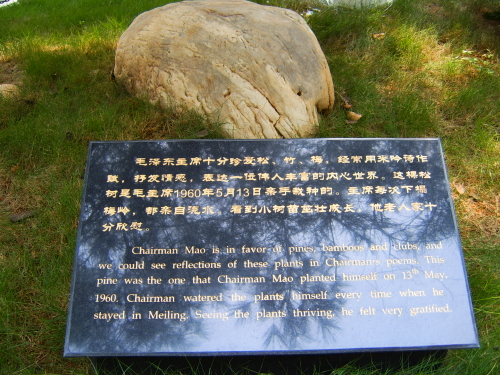 毛泽东主席十分珍爱松、竹、梅，经常用来吟诗作
赋，抒发情感，表达一位伟人丰富的内心世界。这棵松
树是毛主席1960年5月13日亲手栽种的。主席每次下榻
梅岭，都亲自浇水，看到小树茁壮成长，他老人家十
分欣慰。
Chairman Mao is in favor of pines, bamboos and clubs, and
we could see reflections of these plants in Chairman's poems. This
pine was the one that Chairman Mao planted himself on 13th May,
1960. Chairman watered the plants himself every time when he
stayed in Meiling. Seeing the plants thriving, he felt very gratified.